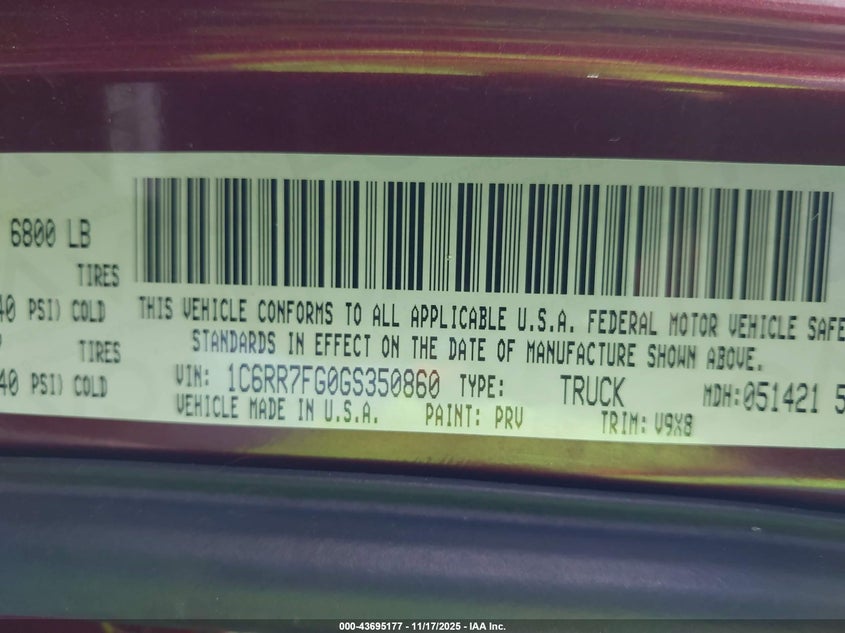 6800 LB
TIRES
40 PSI) COLD
TIRES
40 PSI) COLD
THIS VEHICLE CONFORMS TO ALL APPLICABLE U.S.A. FEDERAL MOTOR VEHICLE SAFE
STANDARDS IN EFFECT ON THE DATE OF MANUFACTURE SHOWN ABOVE.
VIN: 1C6RR7FG0GS350860 TYPE: TRUCK MDH:051421 5
VEHICLE MADE IN U.S.A. PAINT: PRV TRIM: V9X8
000-43695177 - 11/17/2025 - IAA Inc.